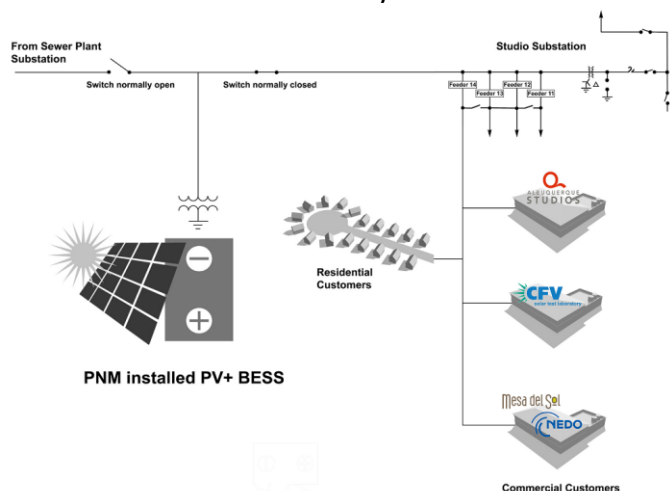 From Sewer Plant
Substation
Studio Substation
Switch normally open
Switch normally closed
Feeder 14
Feeder 13
Feeder 12
Feeder 11
ALBUQUERQUE
STUDIOS
Residential
Customers
CFV
solar test laboratory
PNM installed PV+ BESS
Mesa del Sol
NEDO
Commercial Customers